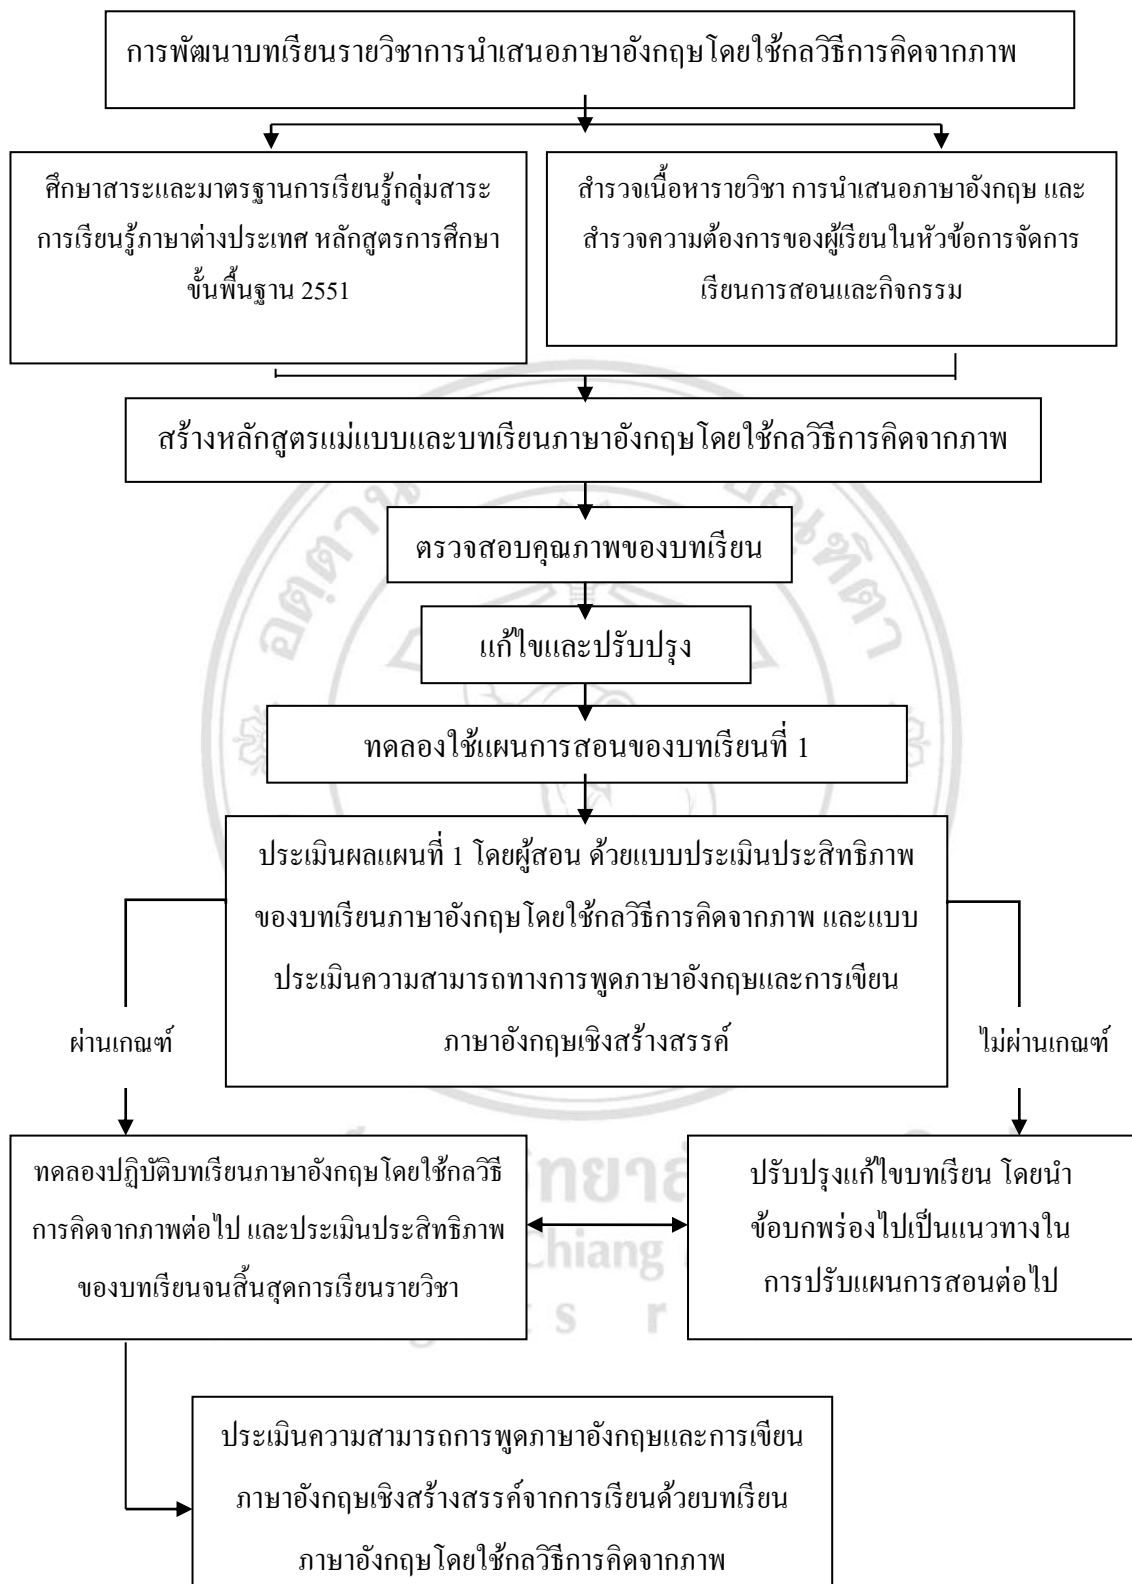 การพัฒนาบทเรียนรายวิชาการนำเสนอภาษาอังกฤษโดยใช้กลวิธีการคิดจากภาพ
ศึกษาสาระและมาตรฐานการเรียนรู้กลุ่มสาระ
การเรียนรู้ภาษาต่างประเทศ หลักสูตรการศึกษา
ขั้นพื้นฐาน 2551
สำรวจเนื้อหารายวิชา การนำเสนอภาษาอังกฤษ และ
สำรวจความต้องการของผู้เรียนในหัวข้อการจัดการ
เรียนการสอนและกิจกรรม
สร้างหลักสูตรแม่แบบและบทเรียนภาษาอังกฤษโดยใช้กลวิธีการคิดจากภาพ
ตรวจสอบคุณภาพของบทเรียน
แก้ไขและปรับปรุง
ทดลองใช้แผนการสอนของบทเรียนที่ 1
ประเมินผลแผนที่ 1 โดยผู้สอน ด้วยแบบประเมินประสิทธิภาพ
ของบทเรียนภาษาอังกฤษโดยใช้กลวิธีการคิดจากภาพ และแบบ
ประเมินความสามารถทางการพูดภาษาอังกฤษและการเขียน
ภาษาอังกฤษเชิงสร้างสรรค์
ผ่านเกณฑ์
ไม่ผ่านเกณฑ์
ทดลองปฏิบัติบทเรียนภาษาอังกฤษโดยใช้กลวิธี
การคิดจากภาพต่อไป และประเมินประสิทธิภาพ
ของบทเรียนจนสิ้นสุดการเรียนรายวิชา
ปรับปรุงแก้ไขบทเรียน โดยนำ
ข้อบกพร่องไปเป็นแนวทางใน
การปรับแผนการสอนต่อไป
Chiang
ประเมินความสามารถการพูดภาษาอังกฤษและการเขียน
ภาษาอังกฤษเชิงสร้างสรรค์จากการเรียนด้วยบทเรียน
ภาษาอังกฤษโดยใช้กลวิธีการคิดจากภาพ